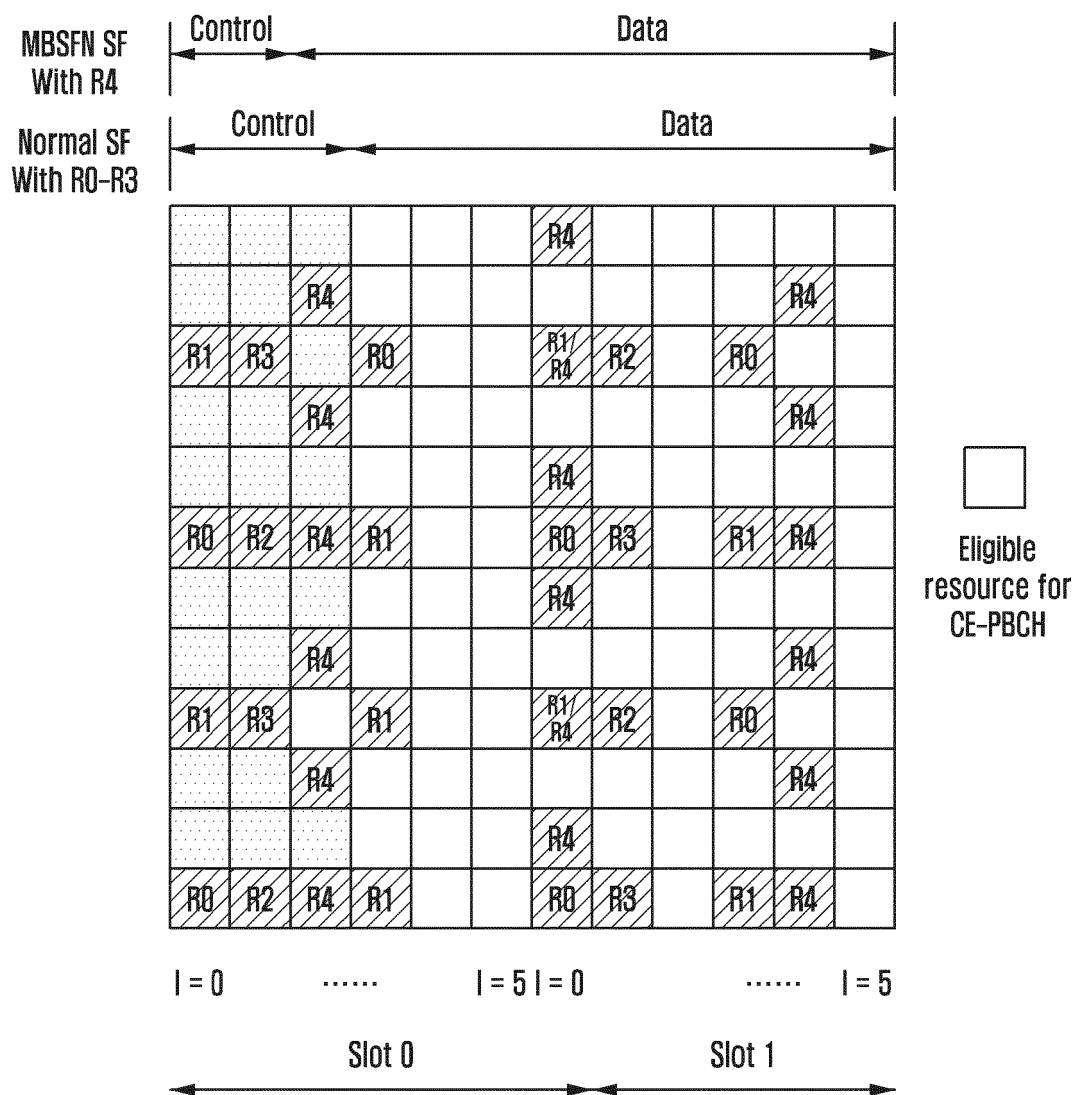 Control Data
MBSFN SF
With R4
Control Data
Normal SF
With R0-R3
R4
R4 R4
R1 R3 R0 R1/ R4 R2 R0
R4 R4
R4
R0 R2 R4 R1 R0 R3 R1 R4
R4
R4 R4
R1 R3 R1 R1/ R4 R2 R0
R4 R4
R4
R0 R2 R4 R1 R0 R3 R1 R4
Eligible
resource for
CE-PBCH
l = 0 ...... l = 5 l = 0 ...... l = 5
Slot 0 Slot 1